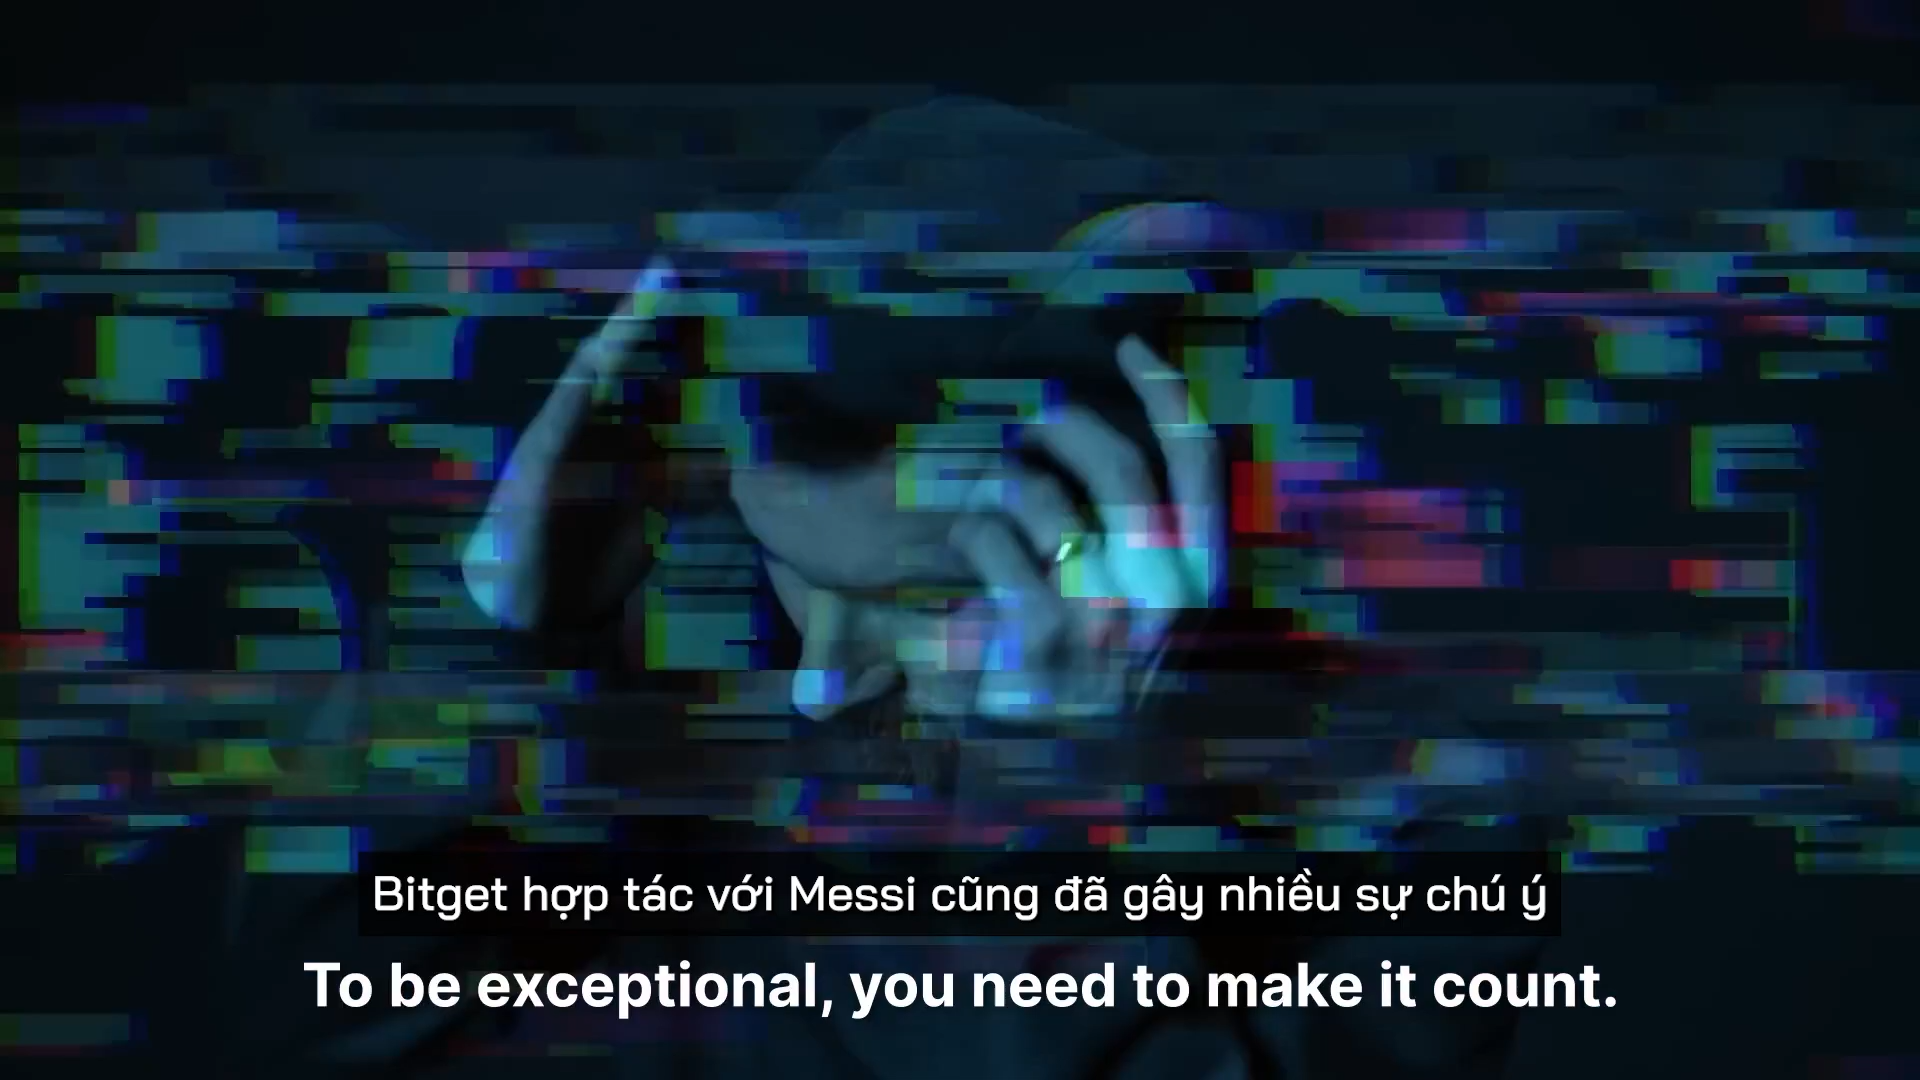 Bitget hợp tác với Messi cũng đã gây nhiều sự chú ý
To be exceptional, you need to make it count.